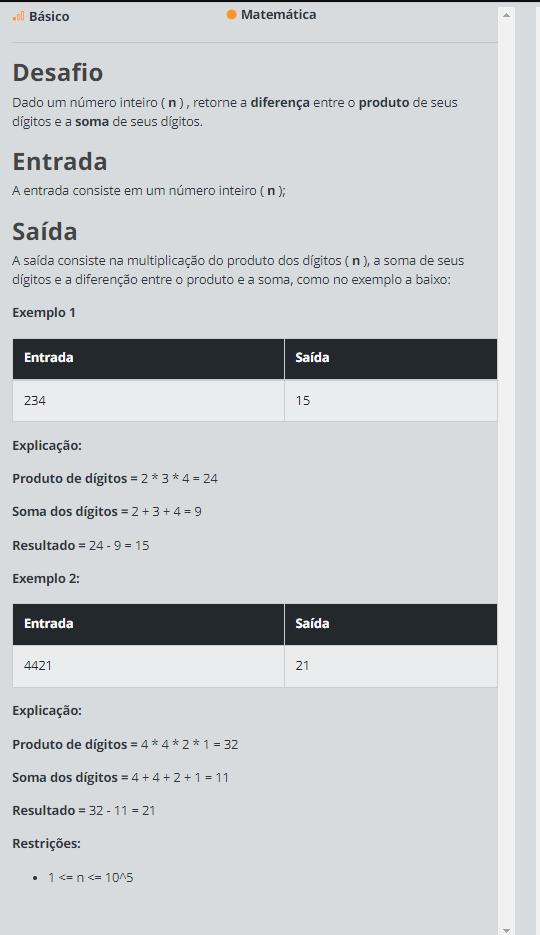 Básico
Matemática
Desafio
Dado um número inteiro ( n ) , retorne a diferença entre o produto de seus
dígitos e a soma de seus dígitos.
Entrada
A entrada consiste em um número inteiro ( n );
Saída
A saída consiste na multiplicação do produto dos dígitos ( n ), a soma de seus
dígitos e a diferenção entre o produto e a soma, como no exemplo a baixo:
Exemplo 1
Entrada Saída
234 15
Explicação:
Produto de dígitos = 2 * 3 * 4 = 24
Soma dos dígitos = 2 + 3 + 4 = 9
Resultado = 24 - 9 = 15
Exemplo 2:
Entrada Saída
4421 21
Explicação:
Produto de dígitos = 4 * 4 * 2 * 1 = 32
Soma dos dígitos = 4 + 4 + 2 + 1 = 11
Resultado = 32 - 11 = 21
Restrições:
• 1 <= n <= 10^5